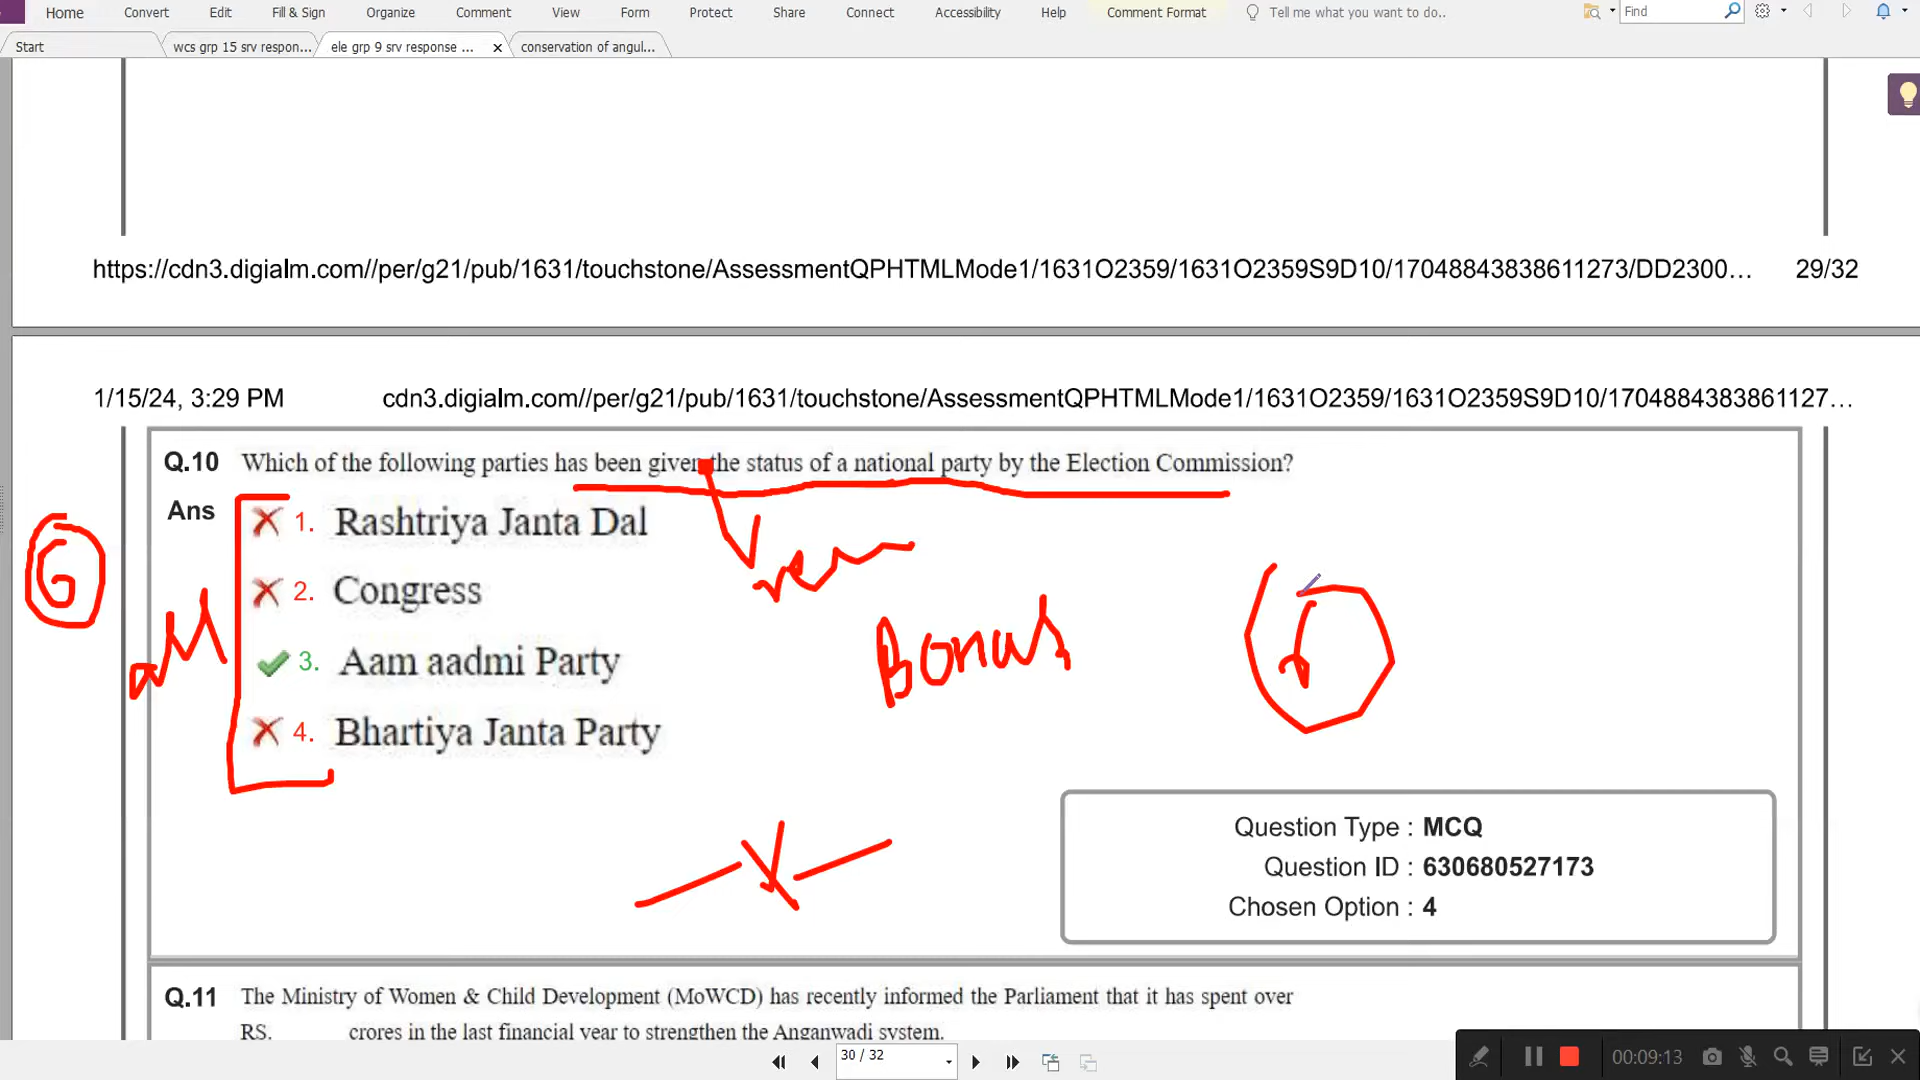 Home Convert Edit Fill & Sign Organize Comment View Form Protect Share Connect Accessibility Help Comment Format Tell me what you want to do.. Find
Start wcs grp 15 srv respon... ele grp 9 srv response ... conservation of angul...
https://cdn3.digialm.com//per/g21/pub/1631/touchstone/AssessmentQPHTMLMode1/1631O2359/1631O2359S9D10/17048843838611273/DD2300... 29/32
1/15/24, 3:29 PM cdn3.digialm.com//per/g21/pub/1631/touchstone/AssessmentQPHTMLMode1/1631O2359/1631O2359S9D10/1704884383861127...
Q.10 Which of the following parties has been given the status of a national party by the Election Commission?
Ans 1. Rashtriya Janta Dal
2. Congress
3. Aam aadmi Party
4. Bhartiya Janta Party
G
Bonus
Question Type : MCQ
Question ID : 630680527173
Chosen Option : 4
Q.11 The Ministry of Women & Child Development (MoWCD) has recently informed the Parliament that it has spent over
RS. crores in the last financial year to strengthen the Anganwadi system.
30 / 32
00:09:13